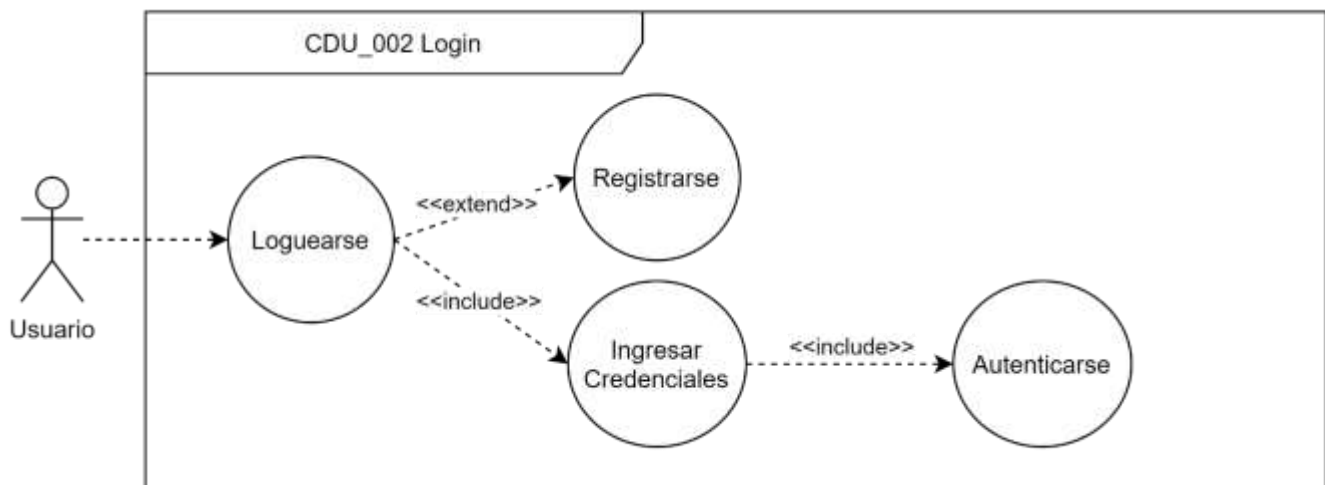 CDU_002 Login
Registrarse
<<extend>>
Loguearse
<<include>>
Usuario
Ingresar
Credenciales
<<include>>
Autenticarse